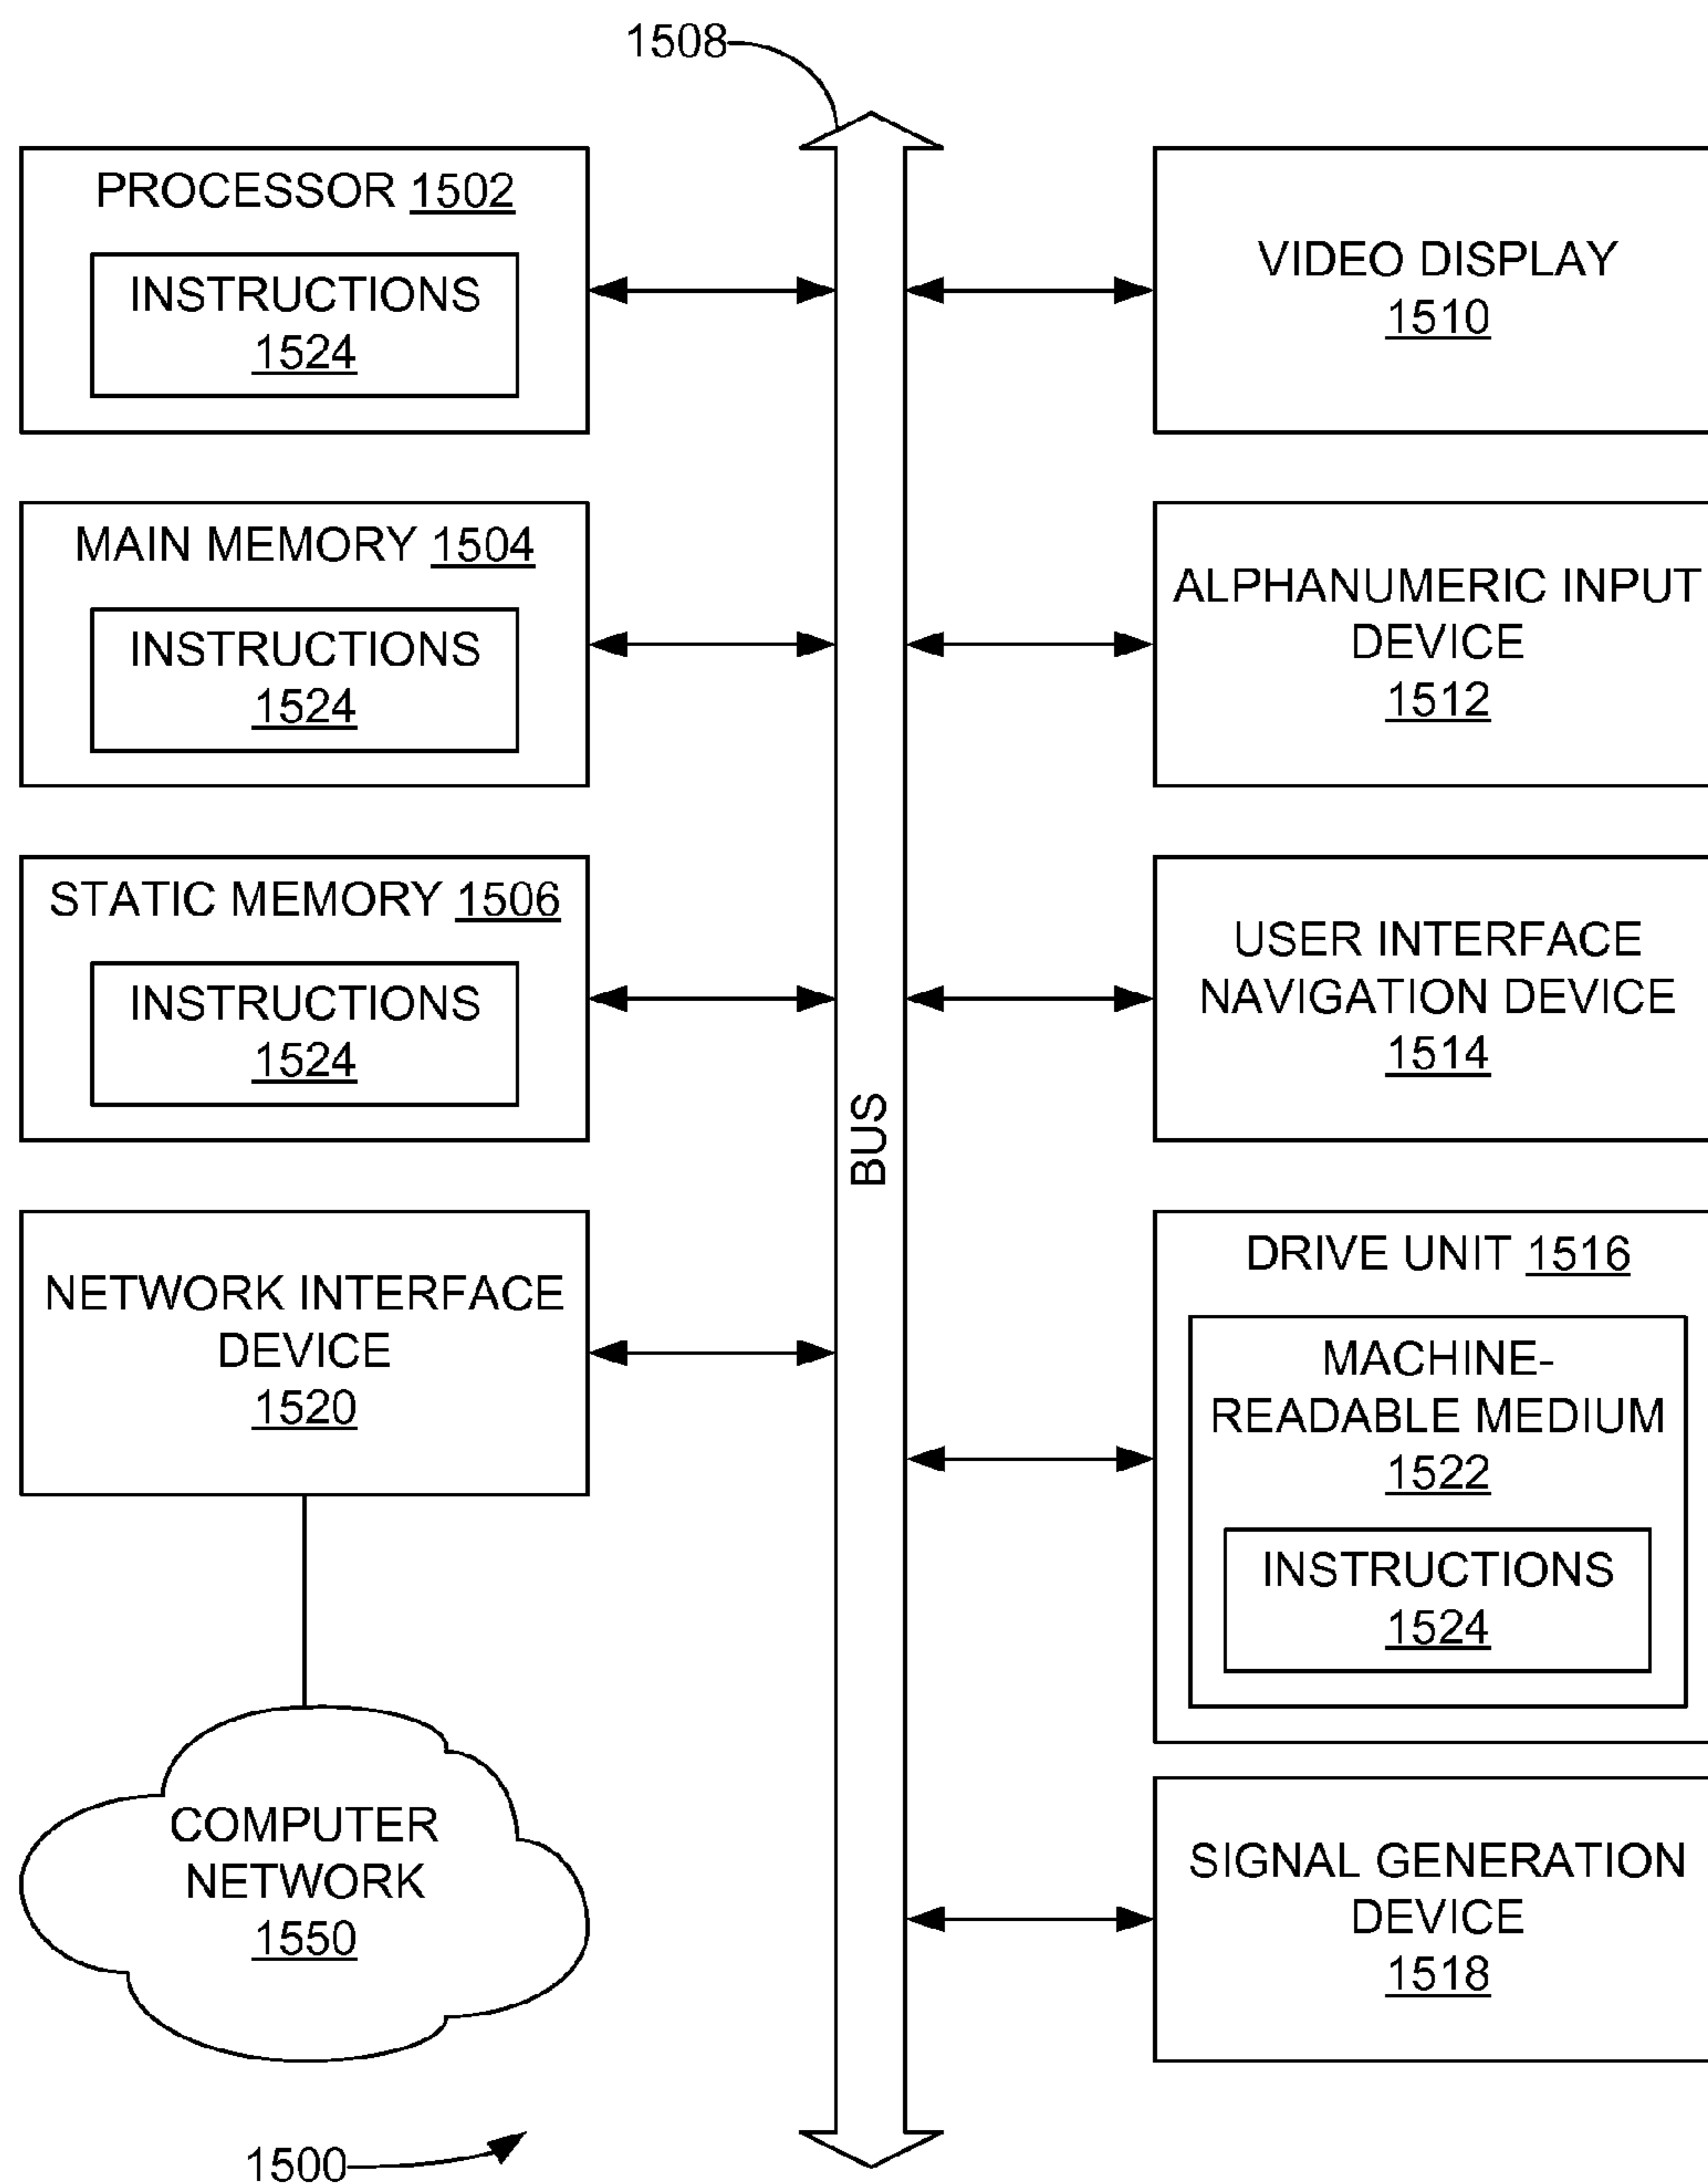 1508
PROCESSOR 1502
INSTRUCTIONS
1524
MAIN MEMORY 1504
INSTRUCTIONS
1524
STATIC MEMORY 1506
INSTRUCTIONS
1524
NETWORK INTERFACE
DEVICE
1520
COMPUTER
NETWORK
1550
1500
BUS
VIDEO DISPLAY
1510
ALPHANUMERIC INPUT
DEVICE
1512
USER INTERFACE
NAVIGATION DEVICE
1514
DRIVE UNIT 1516
MACHINE-
READABLE MEDIUM
1522
INSTRUCTIONS
1524
SIGNAL GENERATION
DEVICE
1518